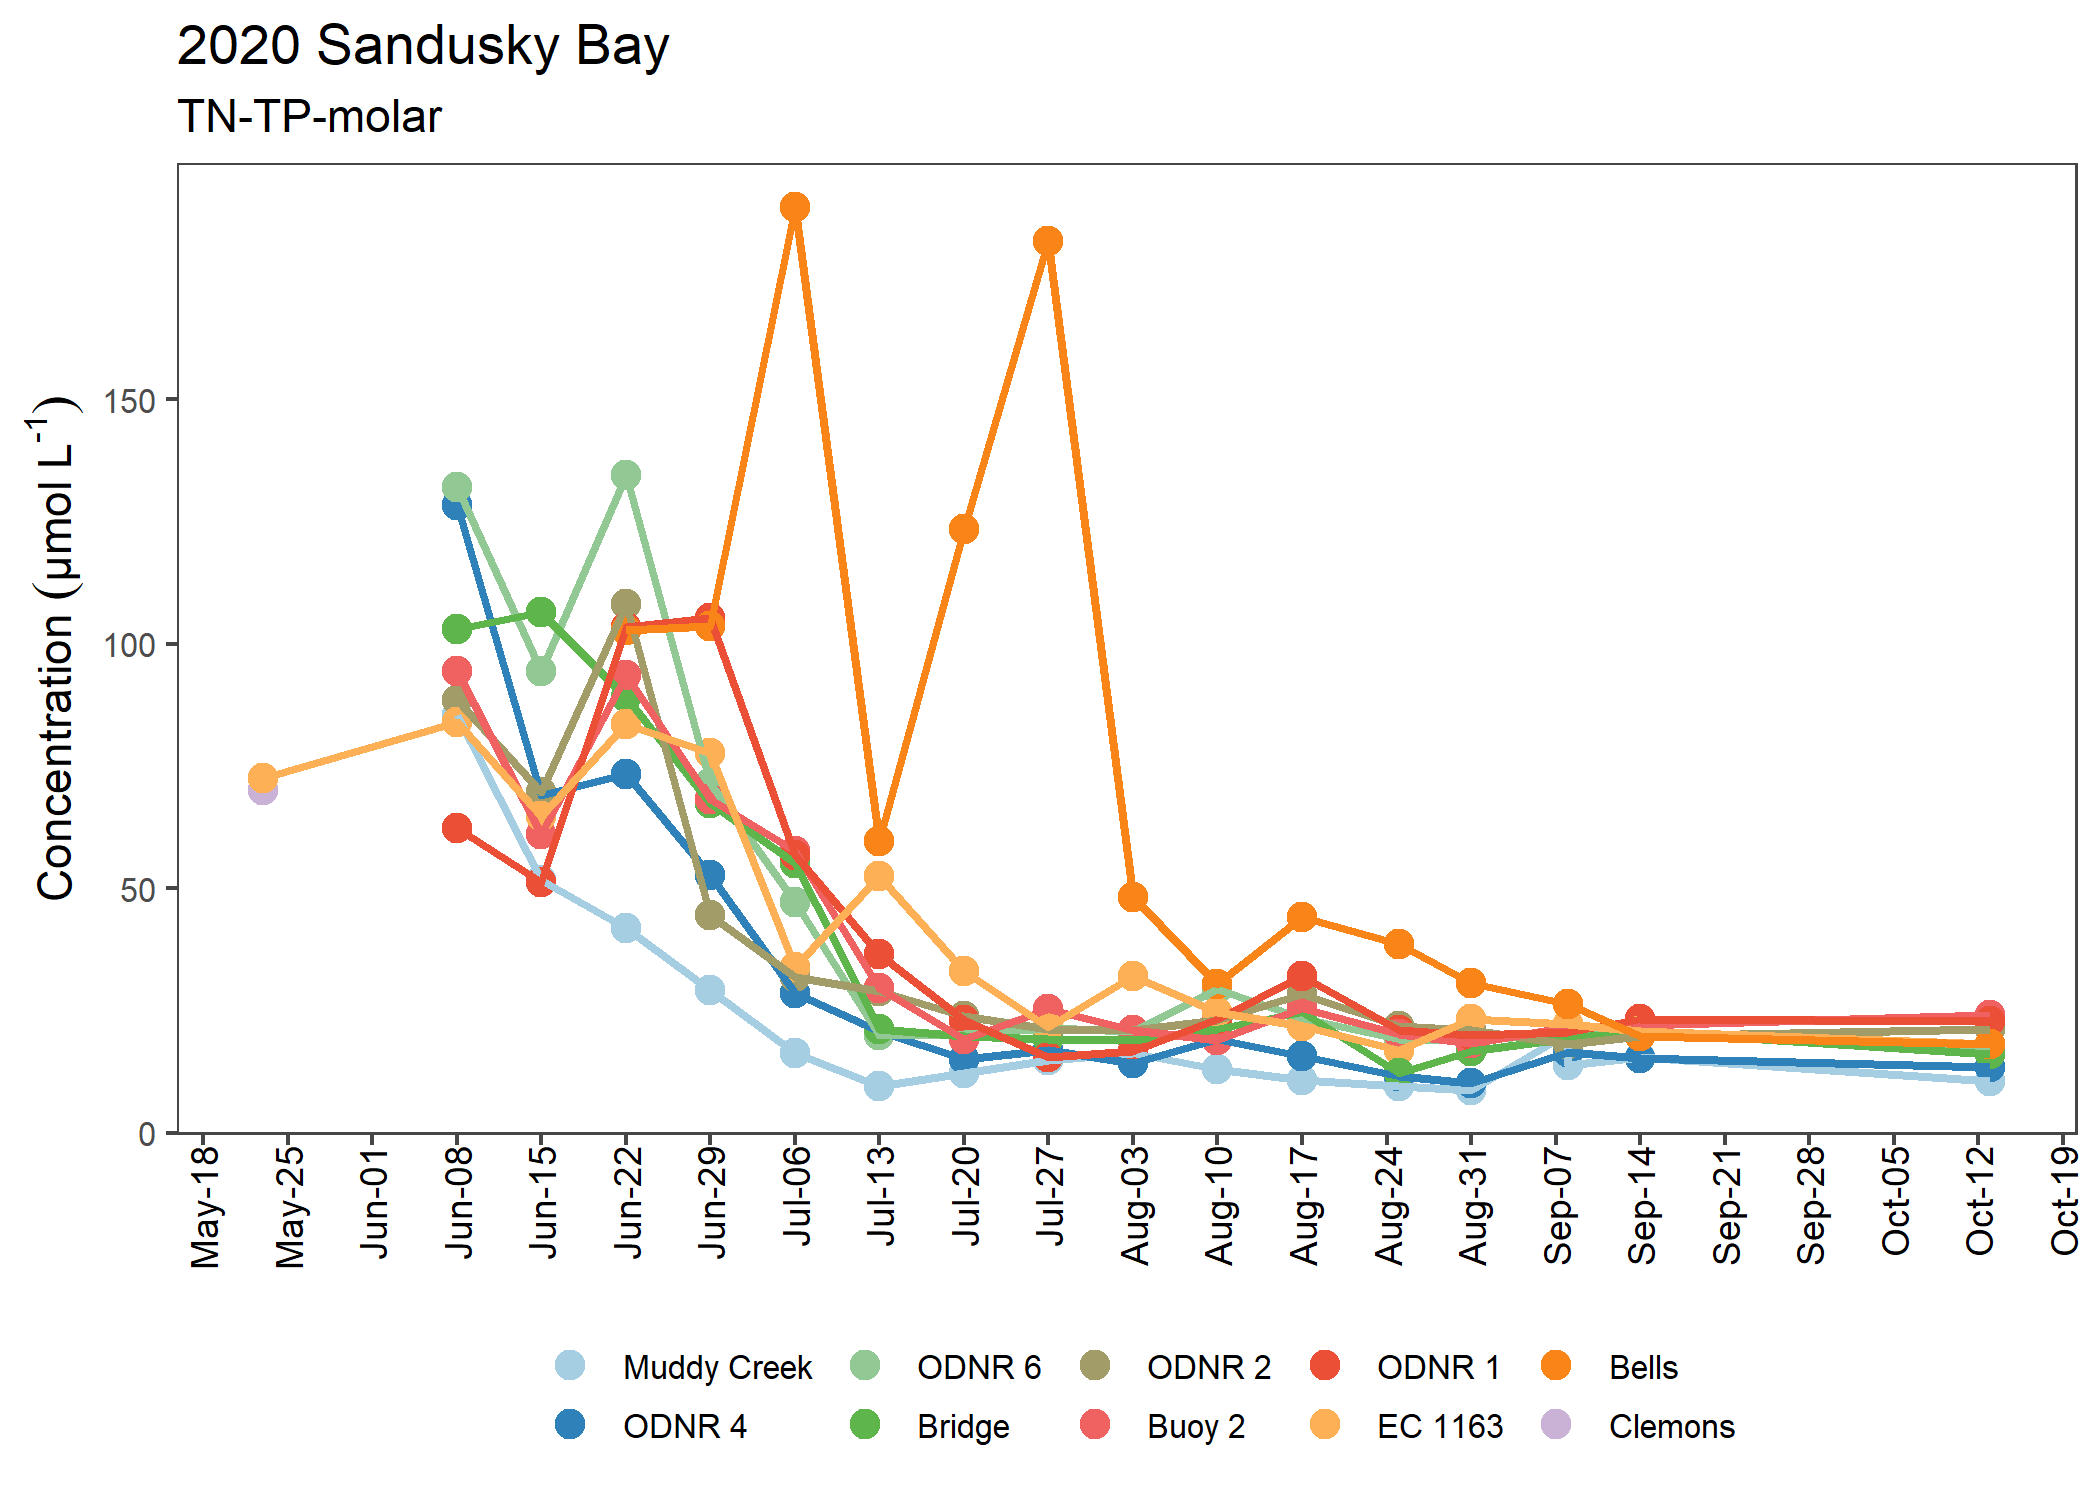 2020 Sandusky Bay
TN-TP-molar
Concentration (µmol L⁻¹)
150
100
50
0
May-18
May-25
Jun-01
Jun-08
Jun-15
Jun-22
Jun-29
Jul-06
Jul-13
Jul-20
Jul-27
Aug-03
Aug-10
Aug-17
Aug-24
Aug-31
Sep-07
Sep-14
Sep-21
Sep-28
Oct-05
Oct-12
Oct-19
Muddy Creek
ODNR 6
ODNR 2
ODNR 1
Bells
ODNR 4
Bridge
Buoy 2
EC 1163
Clemons